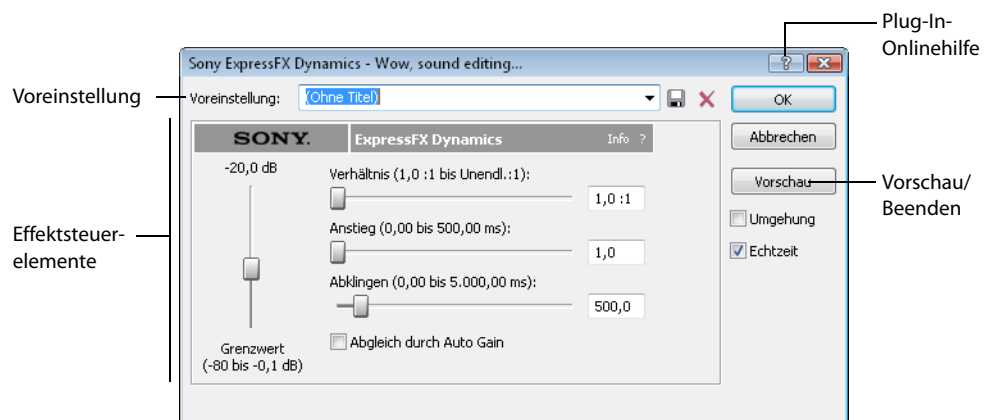 Plug-In-
Onlinehilfe
Sony ExpressFX Dynamics - Wow, sound editing...
?
Voreinstellung
Voreinstellung:
(Ohne Titel)
OK
SONY.
ExpressFX Dynamics
Info ?
Abbrechen
-20,0 dB
Verhältnis (1,0 :1 bis Unendl.:1):
1,0 :1
Vorschau
Vorschau/
Beenden
Umgehung
Effektsteuer-
elemente
Anstieg (0,00 bis 500,00 ms):
1,0
Echtzeit
Abklingen (0,00 bis 5.000,00 ms):
500,0
Grenzwert
(-80 bis -0,1 dB)
Abgleich durch Auto Gain